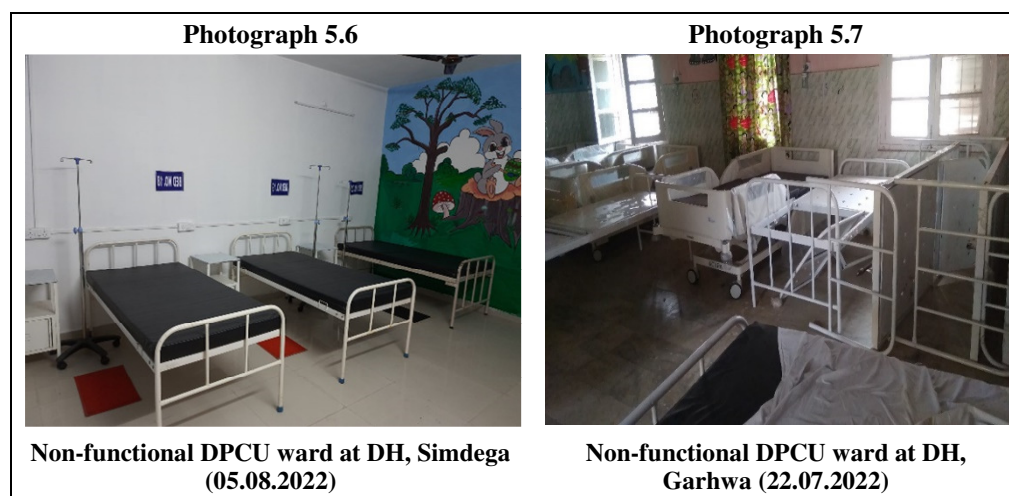 Photograph 5.6
Photograph 5.7
Non-functional DPCU ward at DH, Simdega
(05.08.2022)
Non-functional DPCU ward at DH,
Garhwa (22.07.2022)